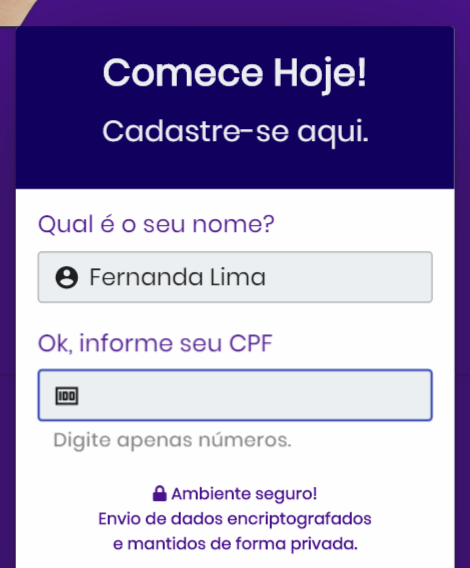 Comece Hoje!
Cadastre-se aqui.
Qual é o seu nome?
Fernanda Lima
Ok, informe seu CPF
Digite apenas números.
Ambiente seguro!
Envio de dados encriptografados
e mantidos de forma privada.